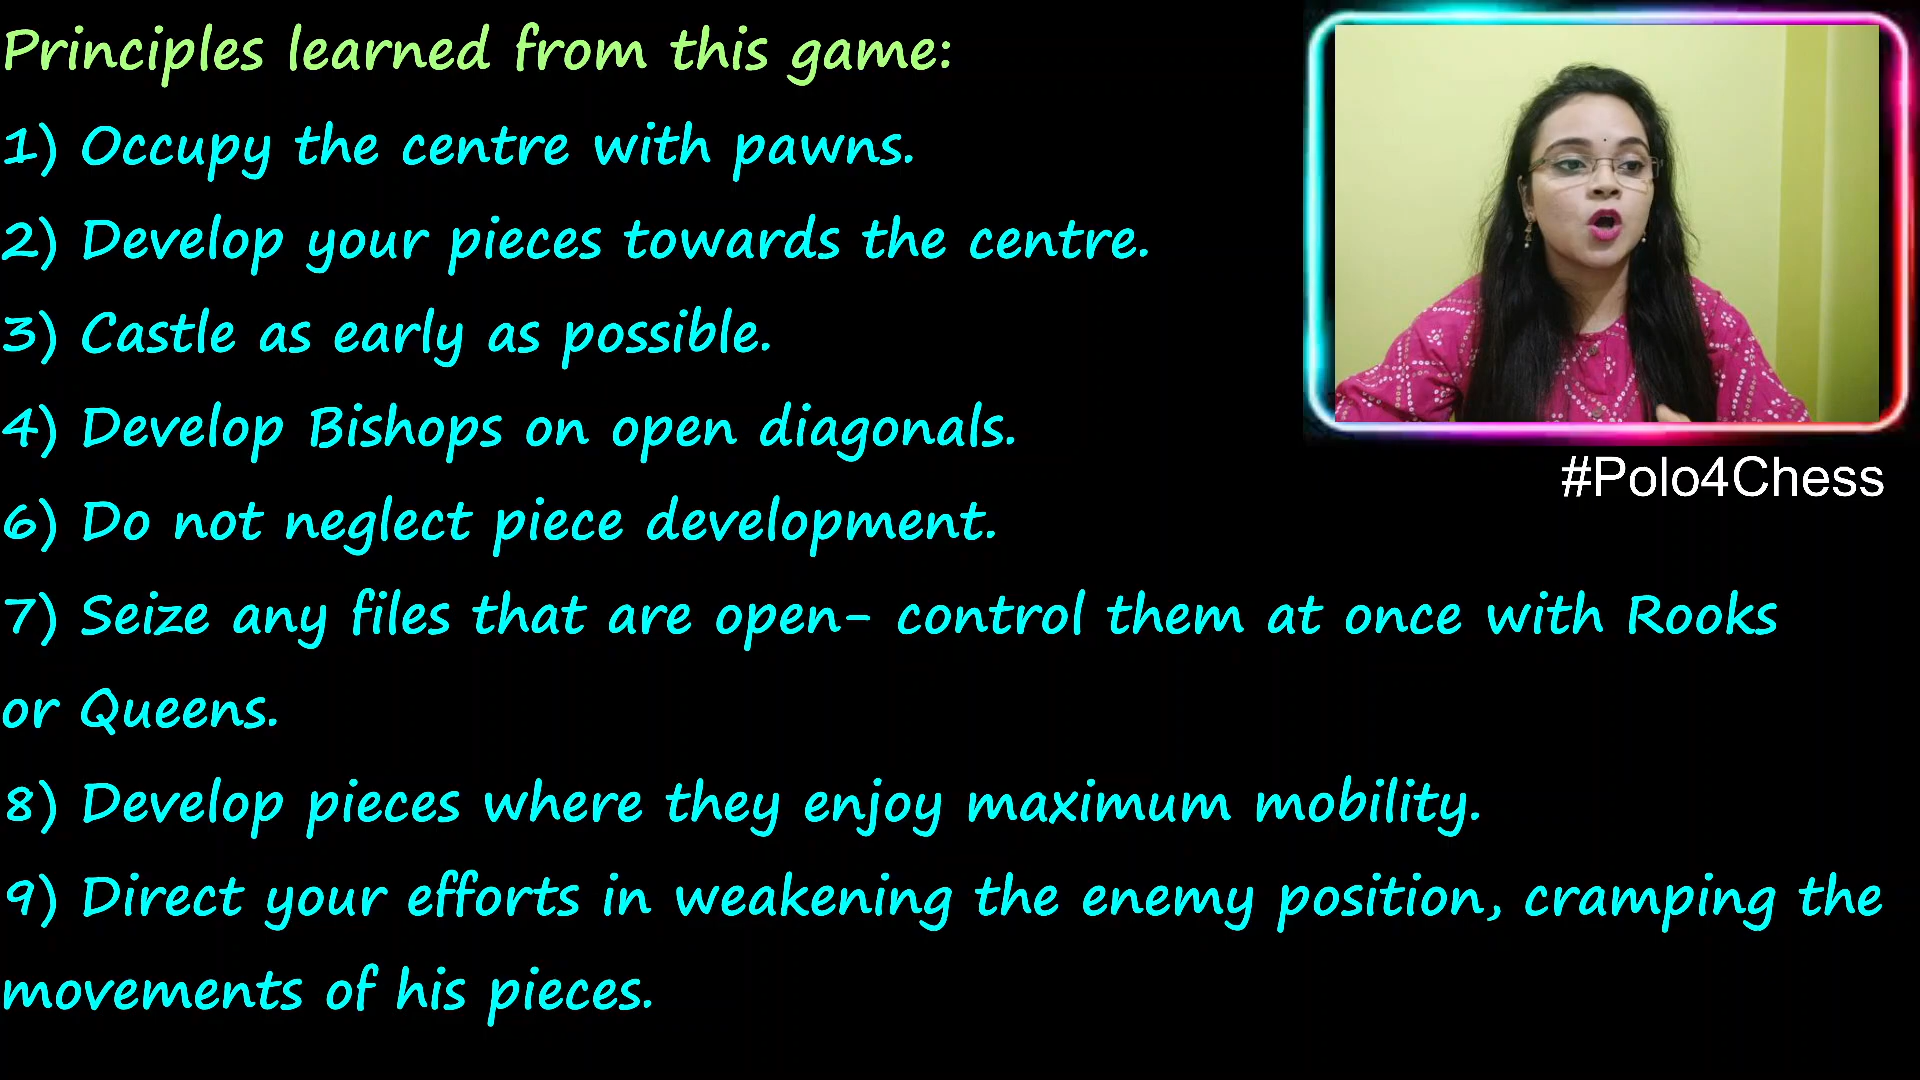 Principles learned from this game:
1) Occupy the centre with pawns.
2) Develop your pieces towards the centre.
3) Castle as early as possible.
4) Develop Bishops on open diagonals.
#Polo4Chess
6) Do not neglect piece development.
7) Seize any files that are open- control them at once with Rooks
or Queens.
8) Develop pieces where they enjoy maximum mobility.
9) Direct your efforts in weakening the enemy position, cramping the
movements of his pieces.